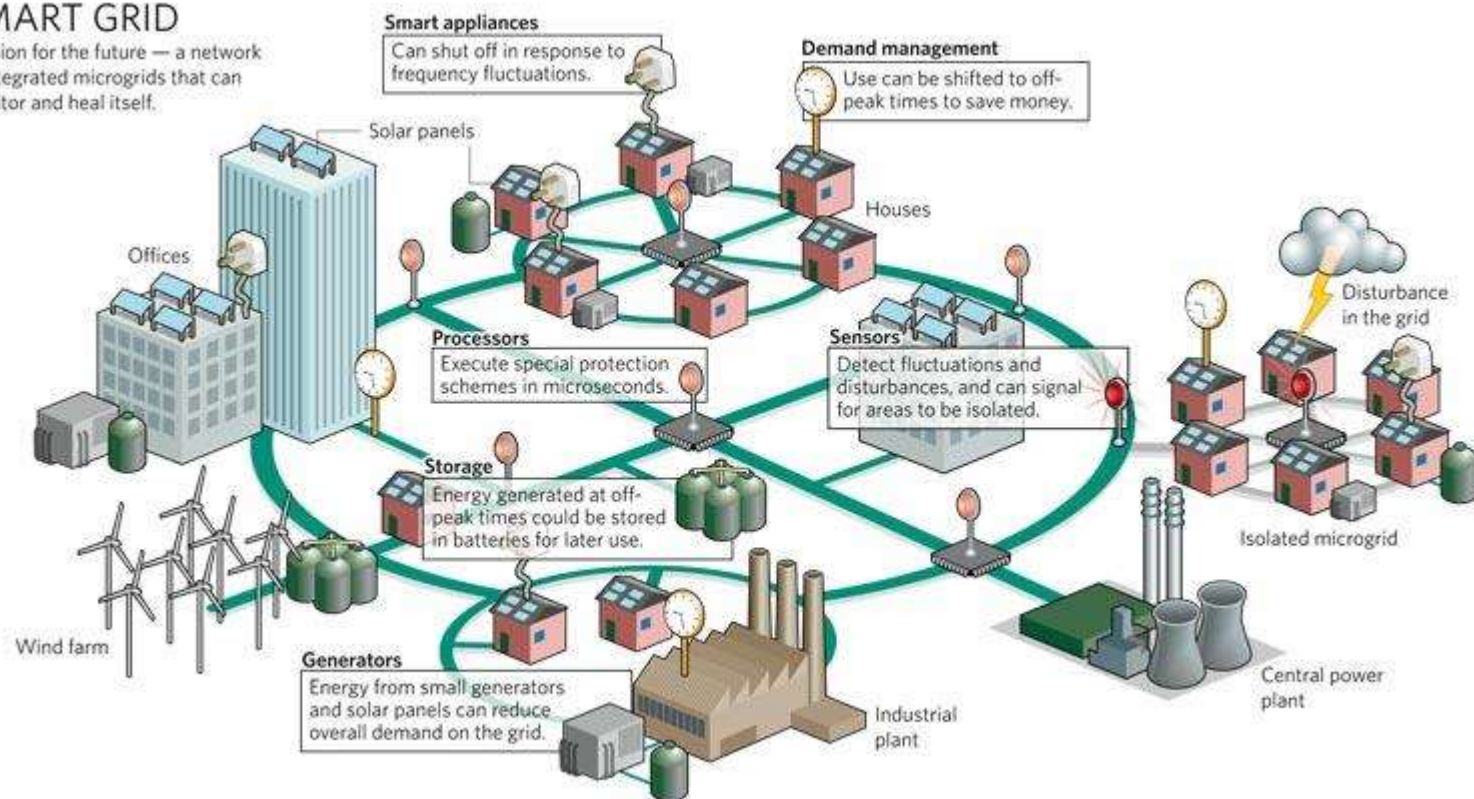 MART GRID
ion for the future — a network
tegrated microgrids that can
tor and heal itself.
Smart appliances
Can shut off in response to
frequency fluctuations.
Demand management
Use can be shifted to off-
peak times to save money.
Solar panels
Houses
Offices
Disturbance
in the grid
Processors
Execute special protection
schemes in microseconds.
Sensors
Detect fluctuations and
disturbances, and can signal
for areas to be isolated.
Storage
Energy generated at off-
peak times could be stored
in batteries for later use.
Isolated microgrid
Wind farm
Generators
Energy from small generators
and solar panels can reduce
overall demand on the grid.
Industrial
plant
Central power
plant